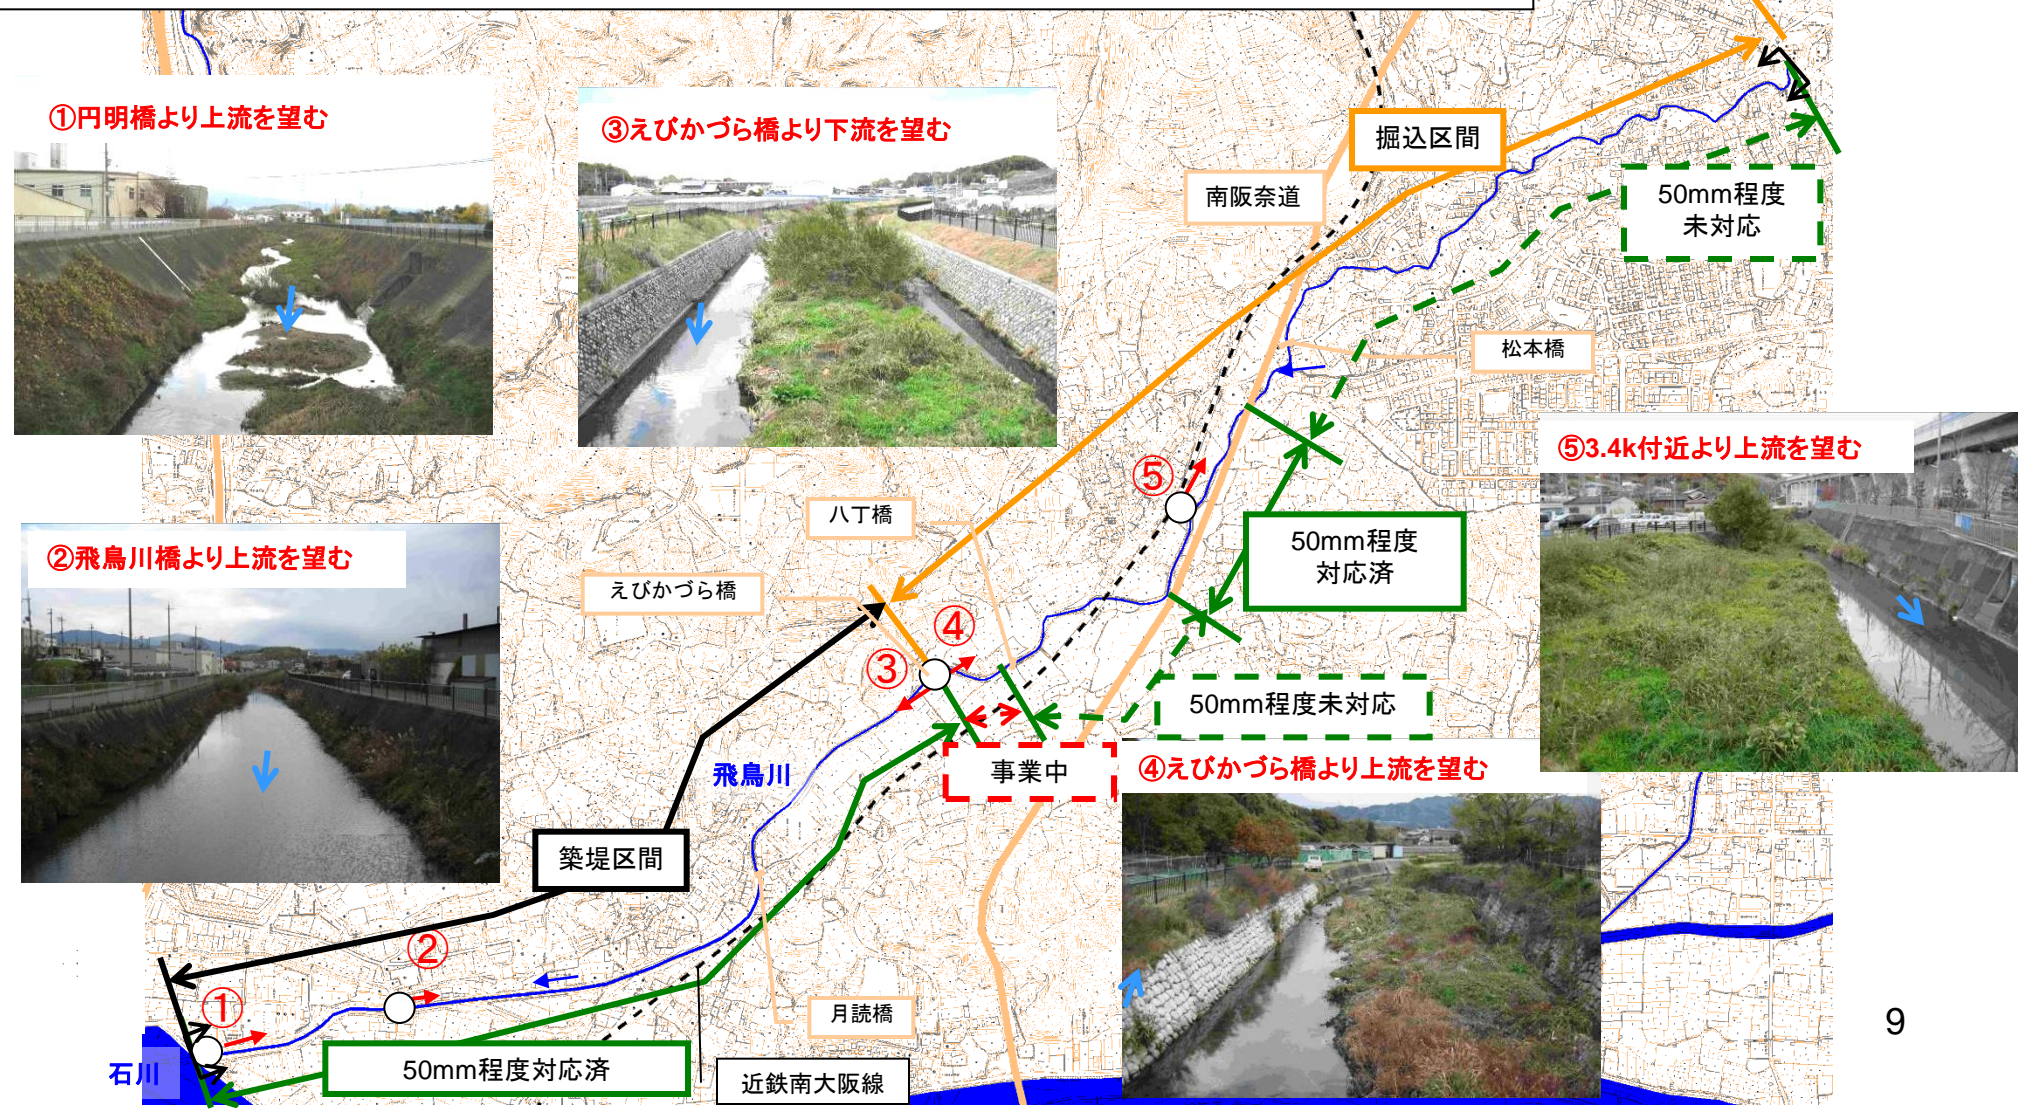 ①円明橋より上流を望む
③えびかづら橋より下流を望む
掘込区間
南阪奈道
50mm程度
未対応
松本橋
⑤3.4k付近より上流を望む
⑤
八丁橋
50mm程度
対応済
②飛鳥川橋より上流を望む
えびかづら橋
④
③
50mm程度未対応
飛鳥川
事業中
④えびかづら橋より上流を望む
築堤区間
②
①
月読橋
9
石川
50mm程度対応済
近鉄南大阪線